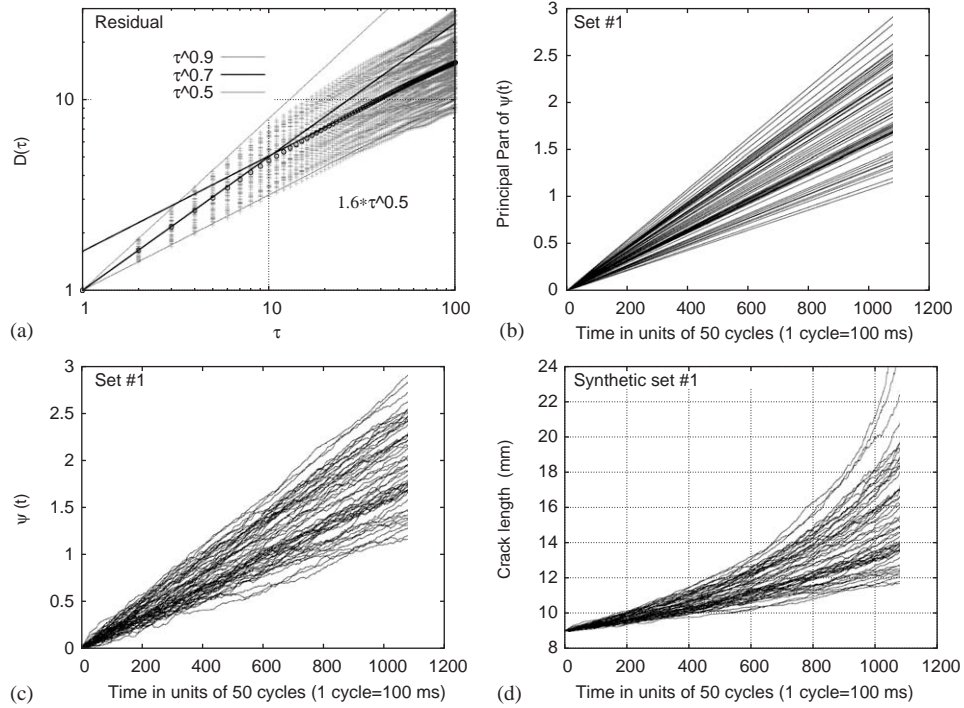 Residual
τ^0.9
τ^0.7
τ^0.5
10
1
1
10
100
D(τ)
τ
1.6*τ^0.5
(a)
Set #1
3
2.5
2
1.5
1
0.5
0
0
200
400
600
800
1000
1200
Principal Part of ψ(t)
Time in units of 50 cycles (1 cycle=100 ms)
(b)
Set #1
3
2.5
2
1.5
1
0.5
0
0
200
400
600
800
1000
1200
ψ (t)
Time in units of 50 cycles (1 cycle=100 ms)
(c)
Synthetic set #1
24
22
20
18
16
14
12
10
8
0
200
400
600
800
1000
1200
Crack length (mm)
Time in units of 50 cycles (1 cycle=100 ms)
(d)